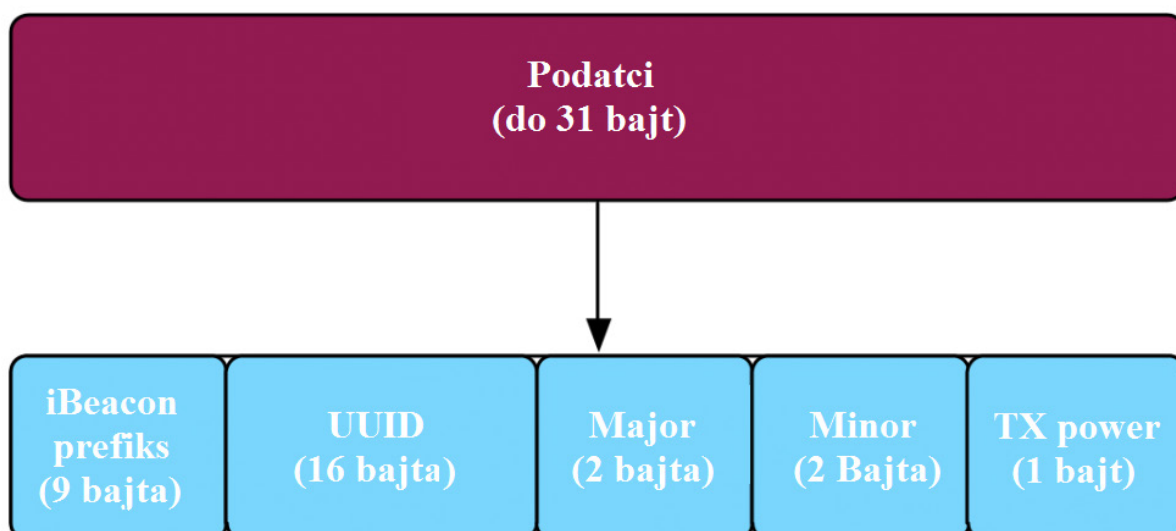 Podatci
(do 31 bajt)
iBeacon
prefiks
(9 bajta)
UUID
(16 bajta)
Major
(2 bajta)
Minor
(2 Bajta)
TX power
(1 bajt)